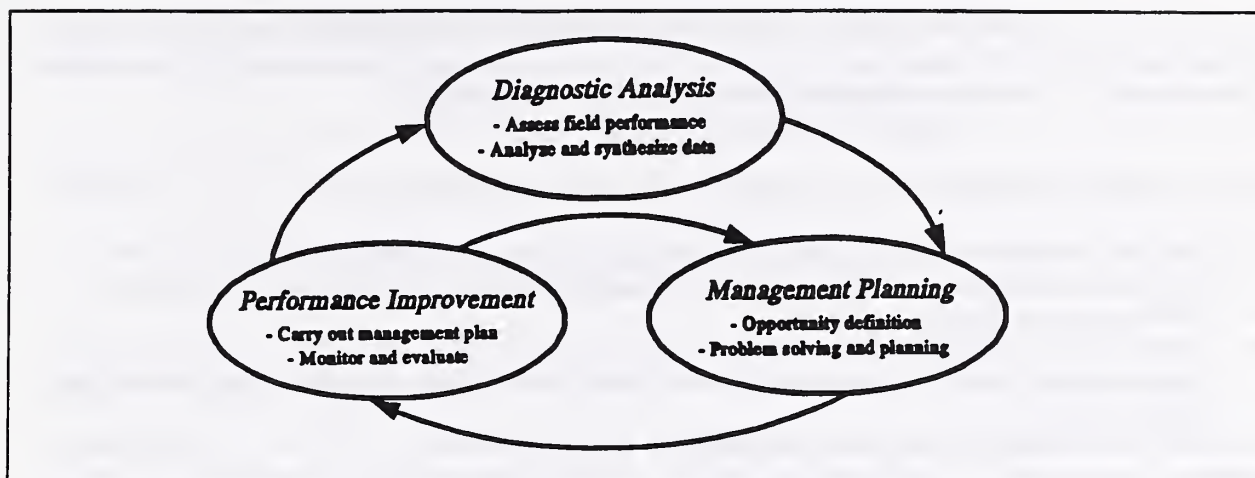 Diagnostic Analysis
- Assess field performance
- Analyze and synthesize data
Performance Improvement
- Carry out management plan
- Monitor and evaluate
Management Planning
- Opportunity definition
- Problem solving and planning